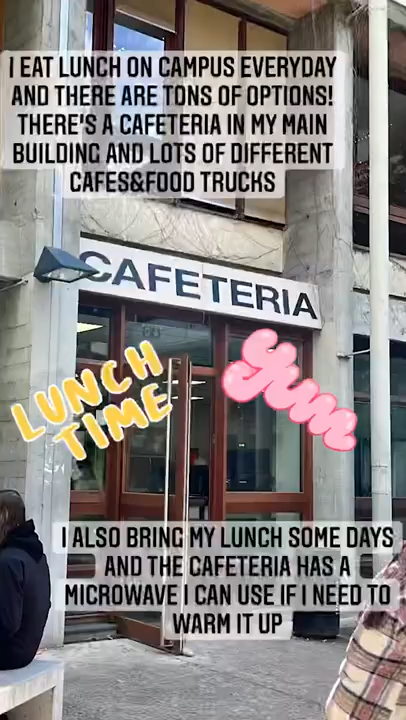 I EAT LUNCH ON CAMPUS EVERYDAY
AND THERE ARE TONS OF OPTIONS!
THERE'S A CAFETERIA IN MY MAIN
BUILDING AND LOTS OF DIFFERENT
CAFES&FOOD TRUCKS
CAFETERIA
LUNCH
TIME
yum
I ALSO BRING MY LUNCH SOME DAYS
AND THE CAFETERIA HAS A
MICROWAVE I CAN USE IF I NEED TO
WARM IT UP